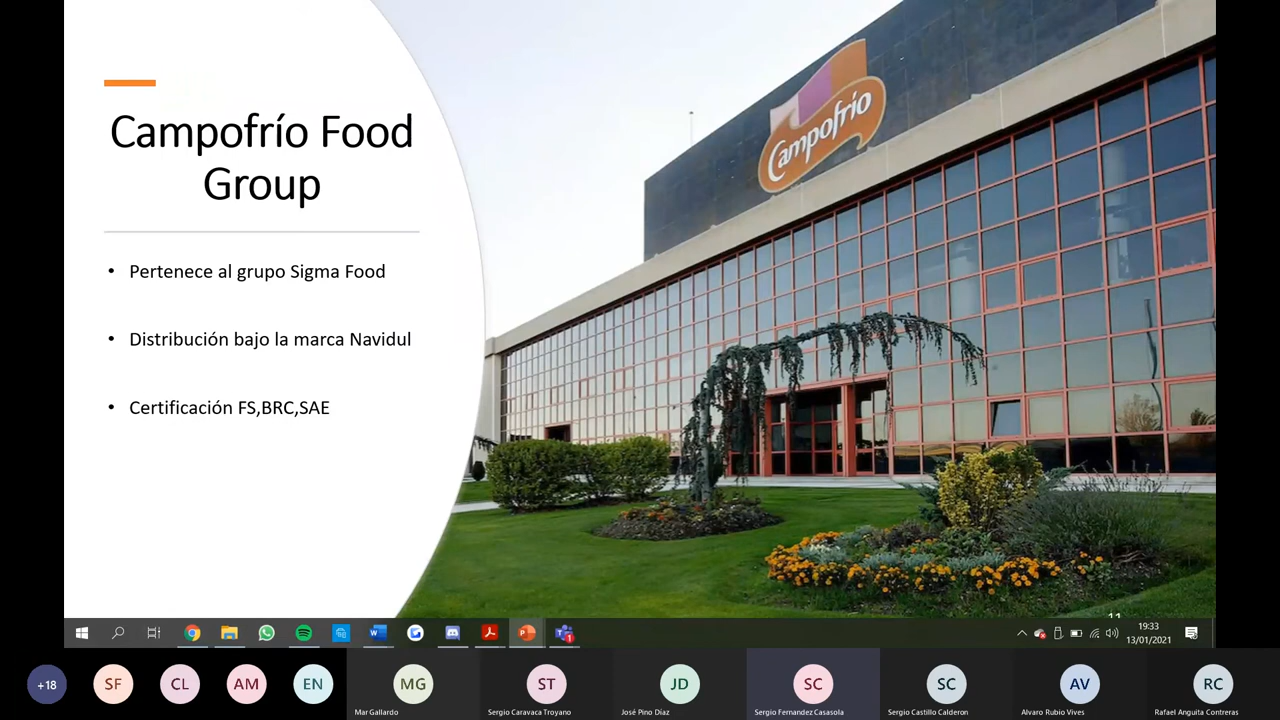 Campofrío Food
Group
• Pertenece al grupo Sigma Food
• Distribución bajo la marca Navidul
• Certificación FS,BRC,SAE
Campofrío
11
19:33
13/01/2021
+18
SF
CL
AM
EN
MG
ST
JD
SC
SC
AV
RC
Mar Gallardo
Sergio Caravaca Troyano
José Pino Díaz
Sergio Fernandez Casasola
Sergio Castillo Calderon
Alvaro Rubio Vives
Rafael Anguita Contreras